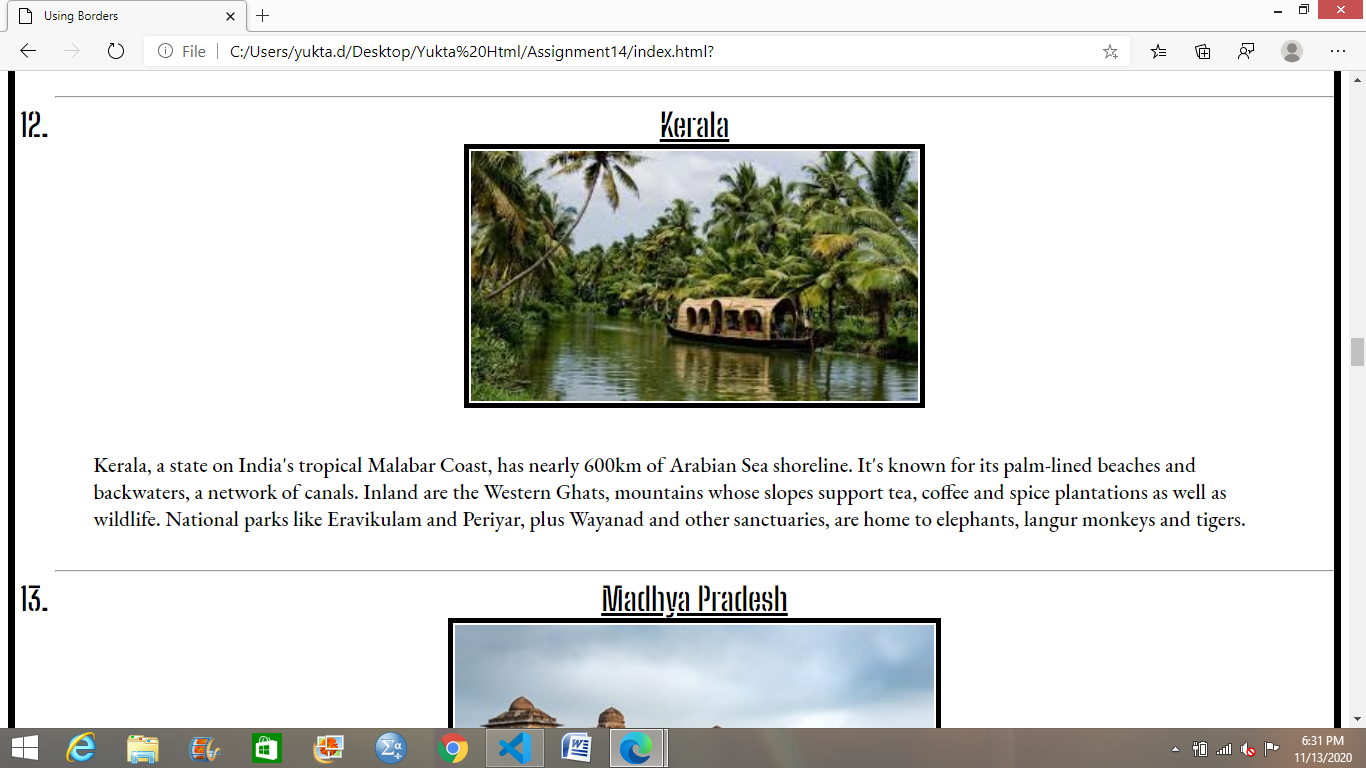 Using Borders
File
C:/Users/yukta.d/Desktop/Yukta%20Html/Assignment14/index.html?
12.
Kerala
Kerala, a state on India's tropical Malabar Coast, has nearly 600km of Arabian Sea shoreline. It's known for its palm-lined beaches and
backwaters, a network of canals. Inland are the Western Ghats, mountains whose slopes support tea, coffee and spice plantations as well as
wildlife. National parks like Eravikulam and Periyar, plus Wayanad and other sanctuaries, are home to elephants, langur monkeys and tigers.
13.
Madhya Pradesh
Σα
6:31 PM
11/13/2020